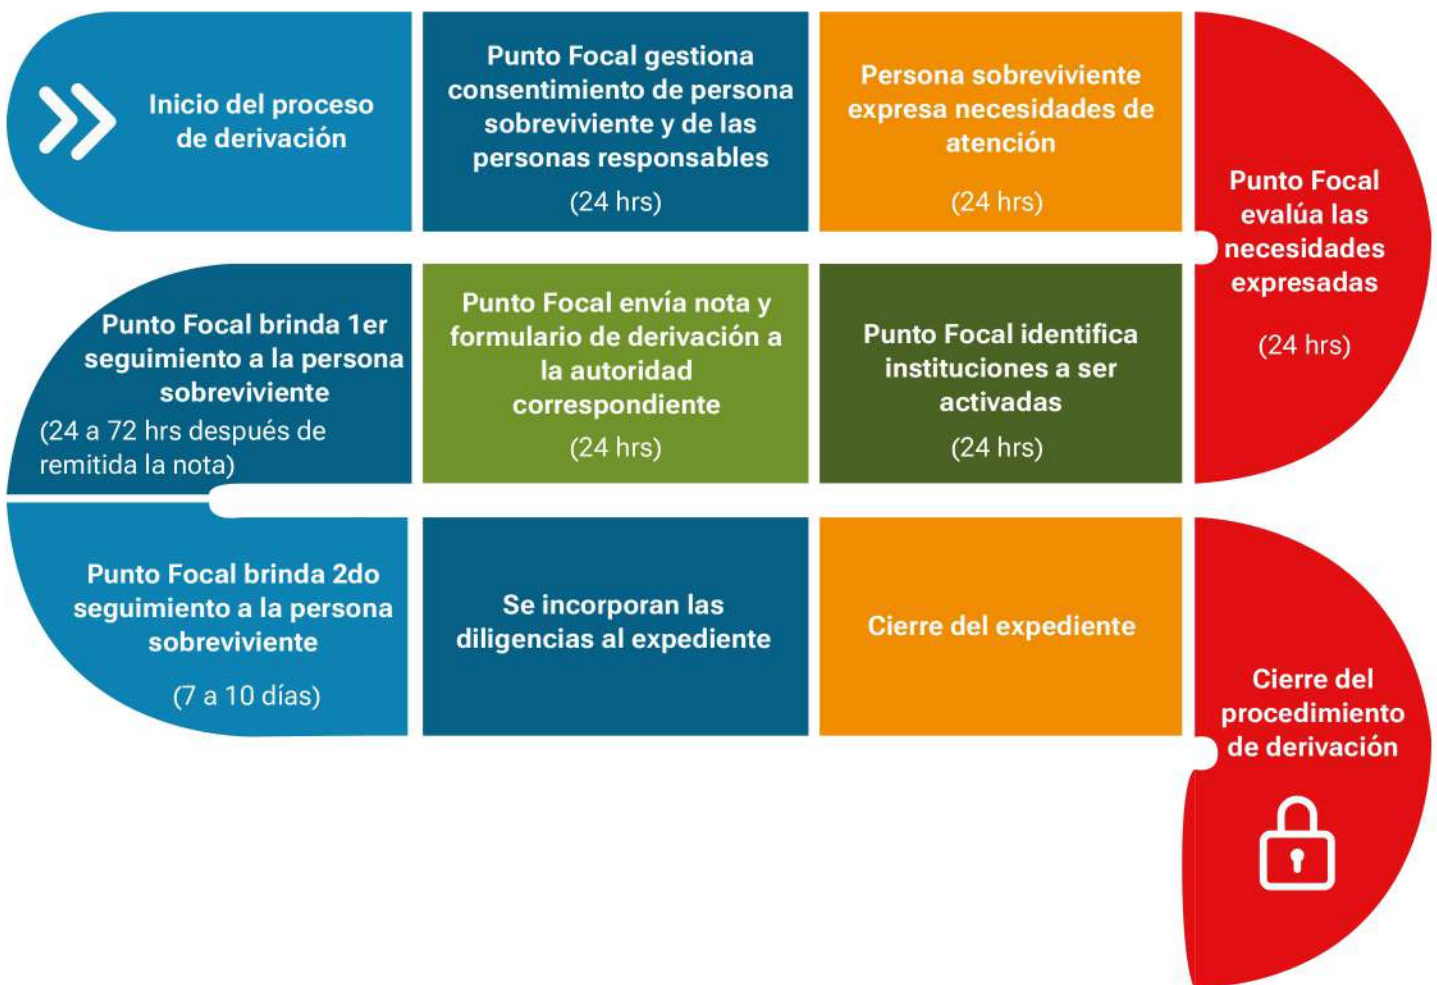 Inicio del proceso
de derivación
Punto Focal gestiona
consentimiento de persona
sobreviviente y de las
personas responsables
(24 hrs)
Persona sobreviviente
expresa necesidades de
atención
(24 hrs)
Punto Focal
evalúa las
necesidades
expresadas
(24 hrs)
Punto Focal identifica
instituciones a ser
activadas
(24 hrs)
Punto Focal envía nota y
formulario de derivación a
la autoridad
correspondiente
(24 hrs)
Punto Focal brinda 1er
seguimiento a la persona
sobreviviente
(24 a 72 hrs después de
remitida la nota)
Punto Focal brinda 2do
seguimiento a la persona
sobreviviente
(7 a 10 días)
Se incorporan las
diligencias al expediente
Cierre del expediente
Cierre del
procedimiento
de derivación